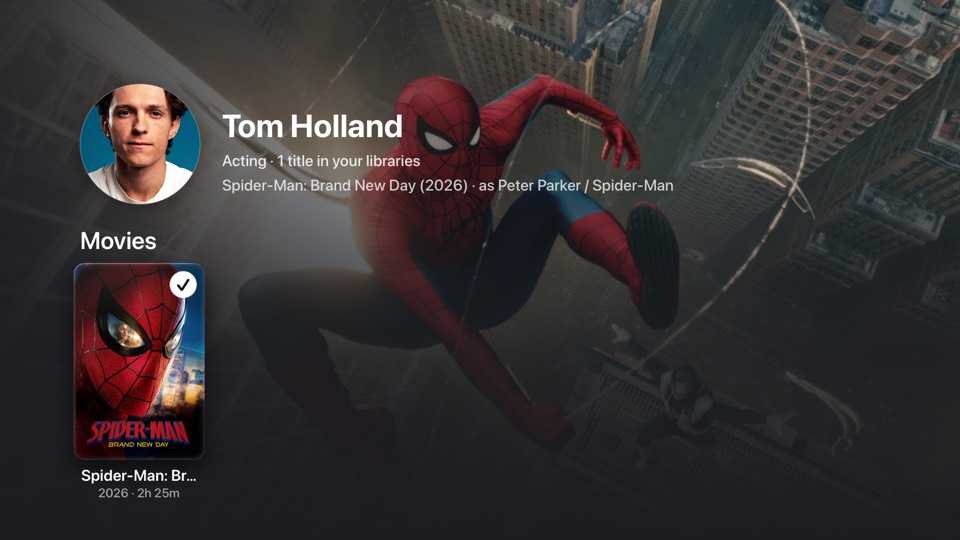 Tom Holland
Acting · 1 title in your libraries
Spider-Man: Brand New Day (2026) · as Peter Parker / Spider-Man
Movies
SPIDER-MAN
BRAND NEW DAY
Spider-Man: Br...
2026 · 2h 25m